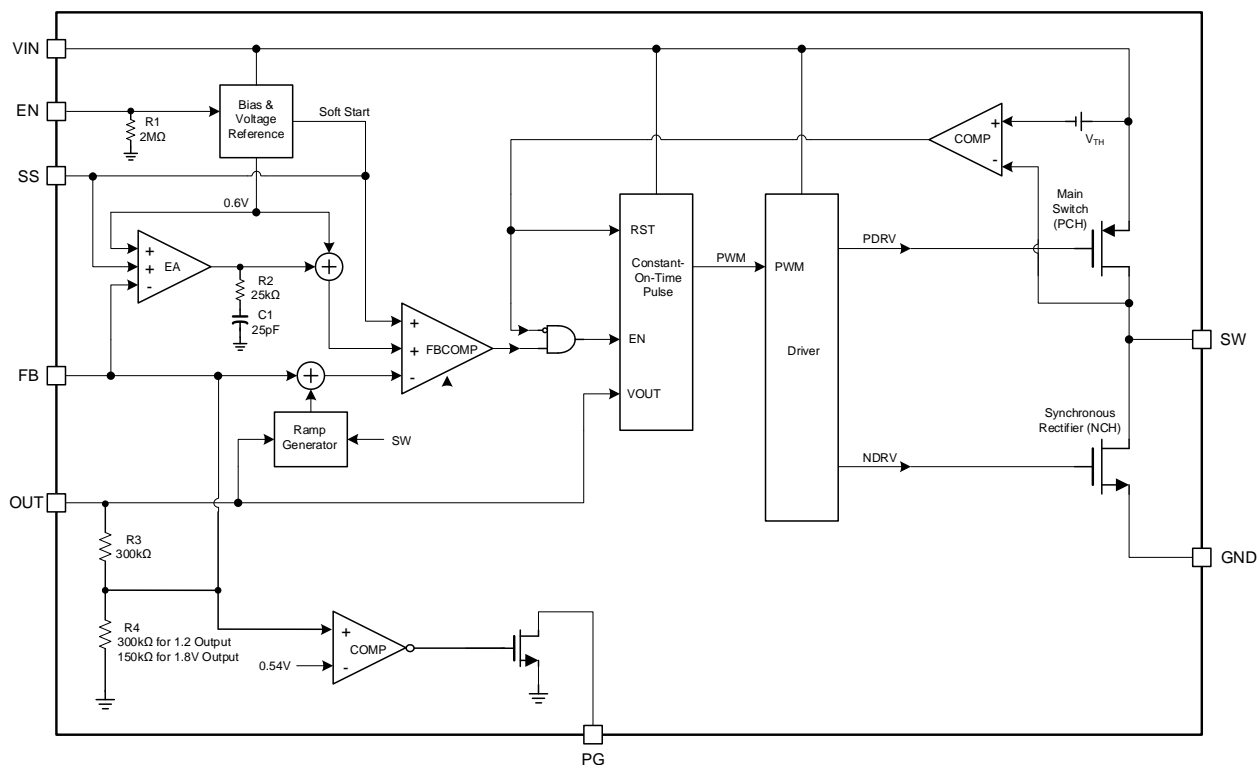 VIN
EN
R1
2MΩ
Bias &
Voltage
Reference
Soft Start
SS
0.6V
+
+
-
EA
R2
25kΩ
C1
25pF
+
+
+
-
FBCOMP
FB
+
Ramp
Generator
SW
OUT
R3
300kΩ
R4
300kΩ for 1.2 Output
150kΩ for 1.8V Output
0.54V
+
-
COMP
PG
RST
Constant-
On-Time
Pulse
EN
VOUT
PWM
PWM
Driver
PDRV
NDRV
COMP
+
-
VTH
Main
Switch
(PCH)
SW
Synchronous
Rectifier (NCH)
GND